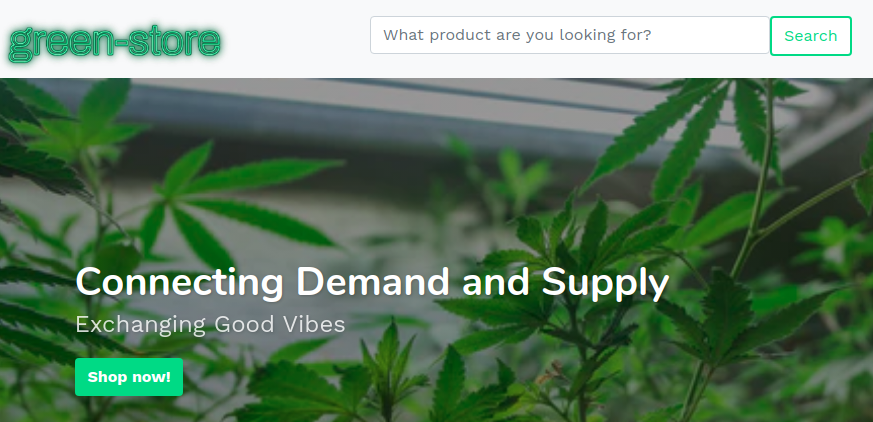 green-store
What product are you looking for?
Search
Connecting Demand and Supply
Exchanging Good Vibes
Shop now!